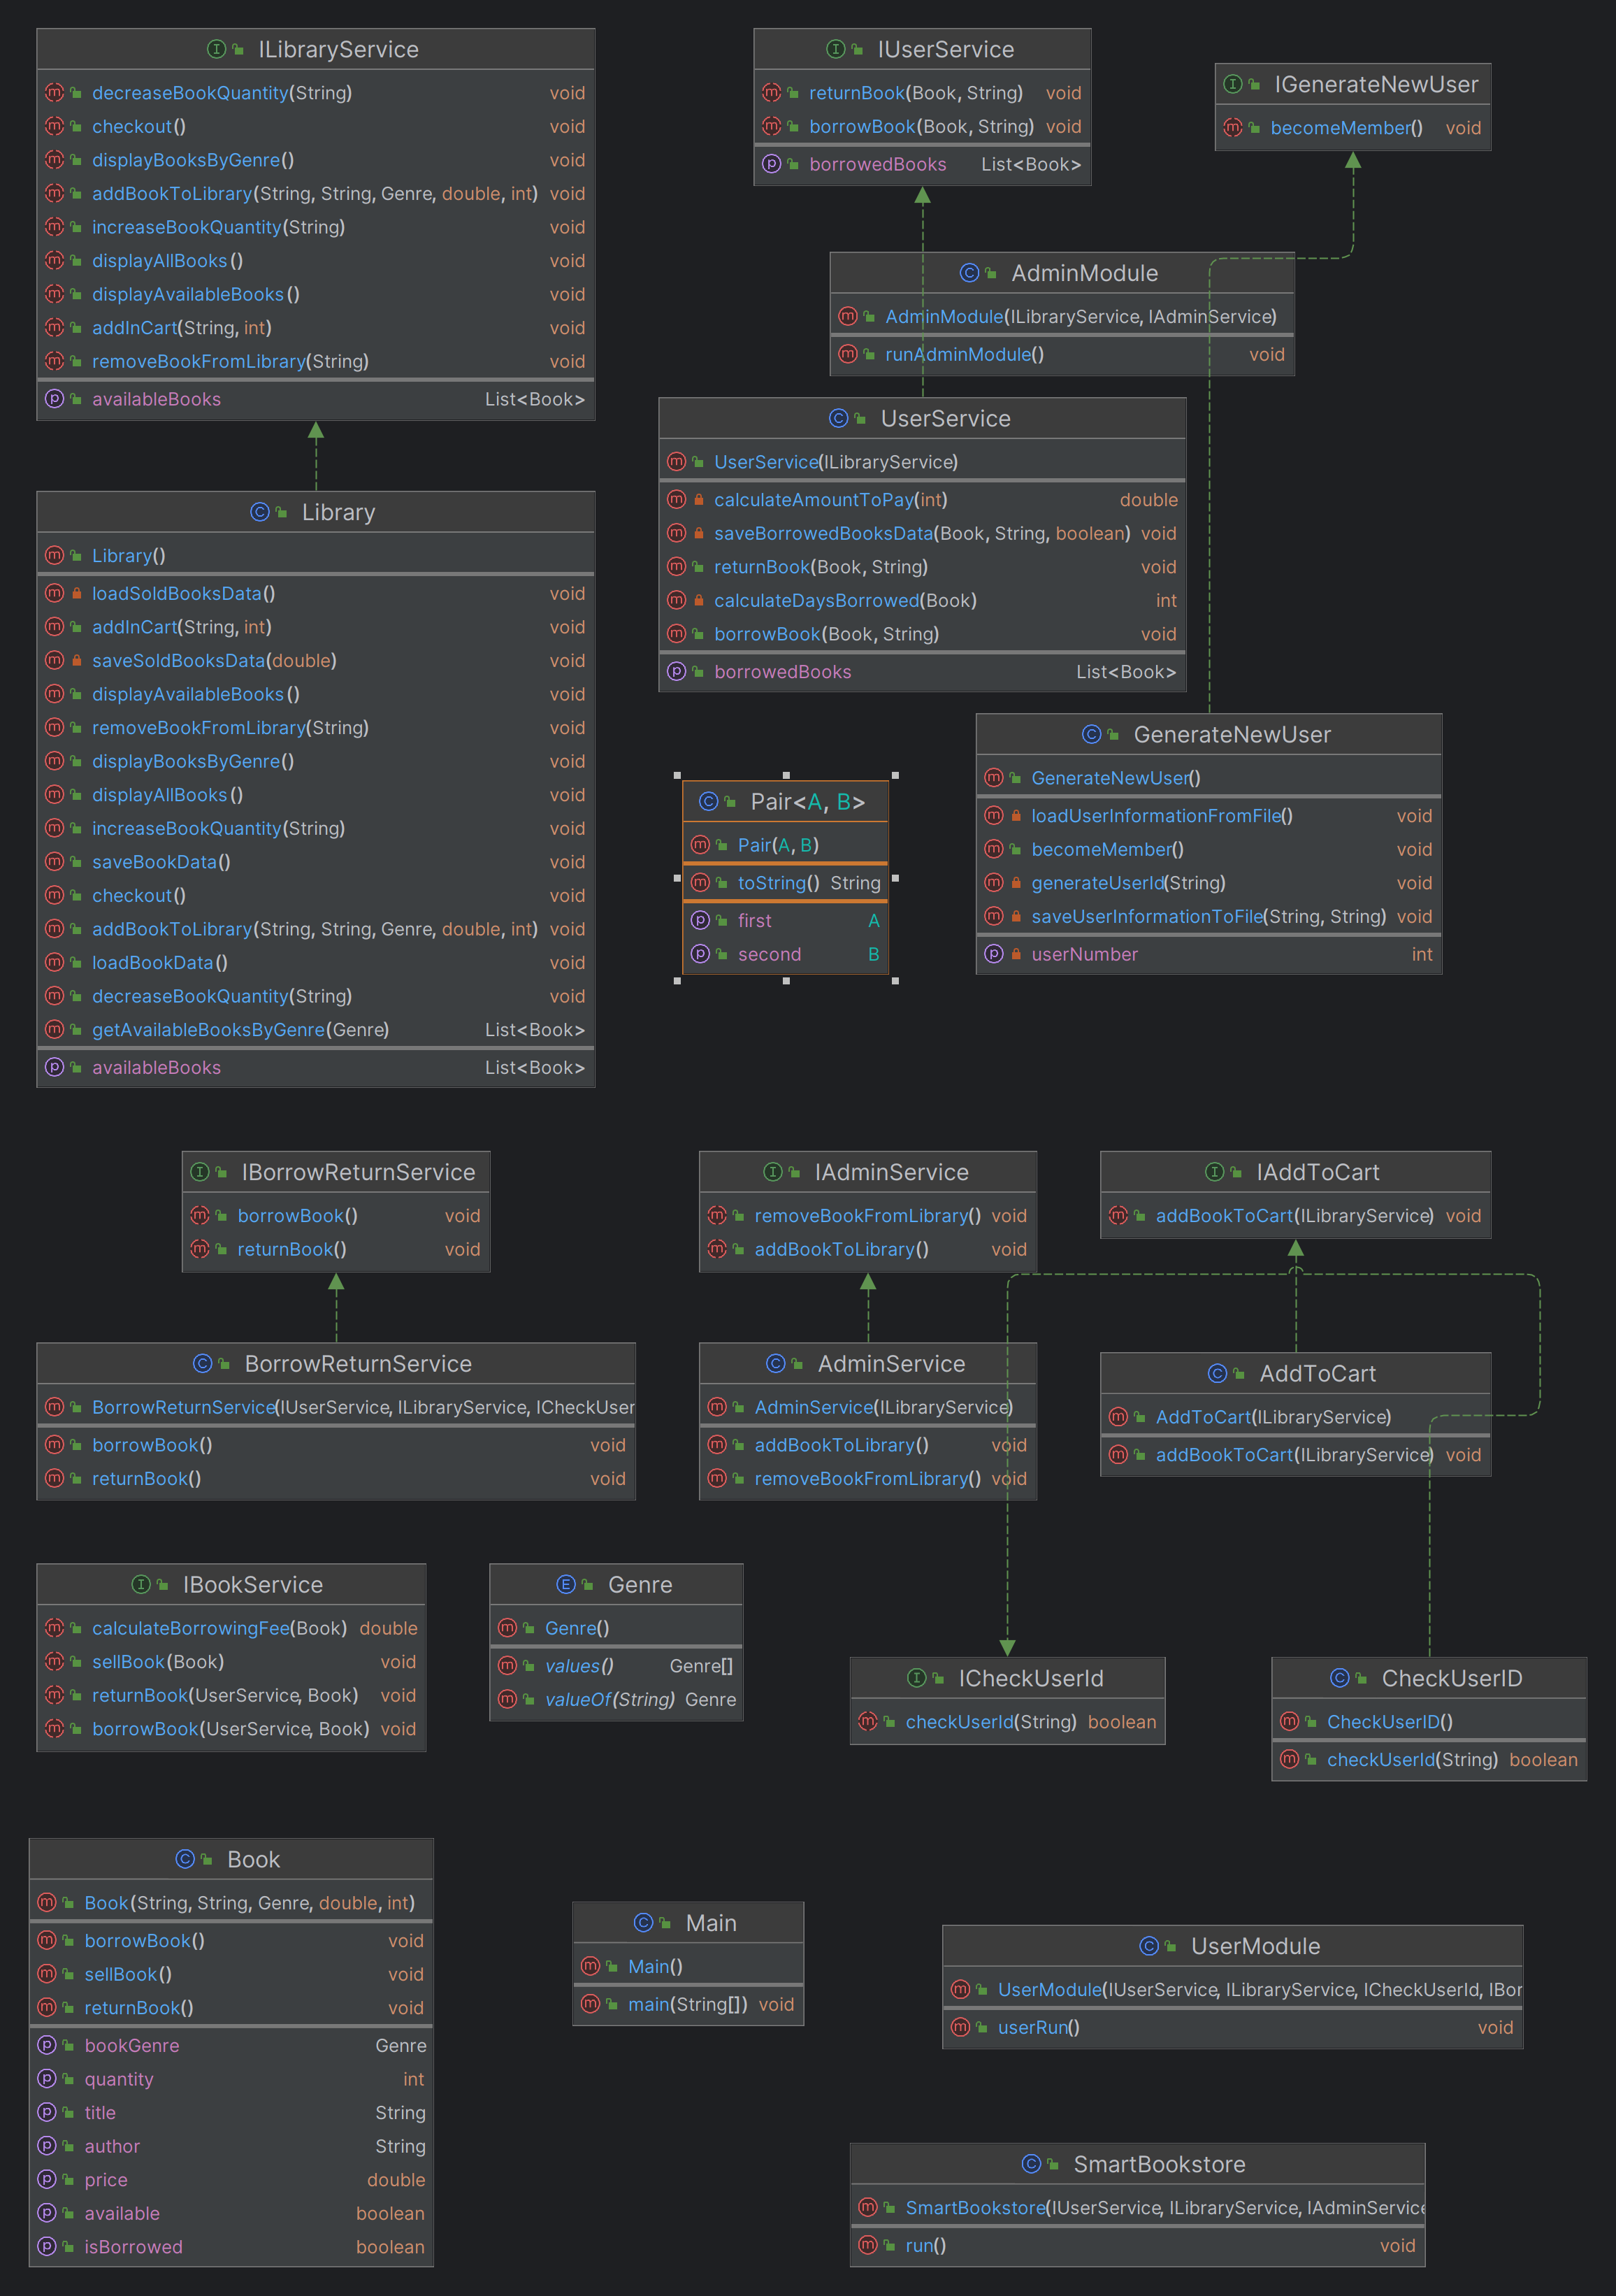 ILibraryService
decreaseBookQuantity(String) void
checkout() void
displayBooksByGenre() void
addBookToLibrary(String, String, Genre, double, int) void
increaseBookQuantity(String) void
displayAllBooks() void
displayAvailableBooks() void
addInCart(String, int) void
removeBookFromLibrary(String) void
availableBooks List<Book>
IUserService
returnBook(Book, String) void
borrowBook(Book, String) void
borrowedBooks List<Book>
IGenerateNewUser
becomeMember() void
AdminModule
AdminModule(ILibraryService, IAdminService)
runAdminModule() void
UserService
UserService(ILibraryService)
calculateAmountToPay(int) double
saveBorrowedBooksData(Book, String, boolean) void
returnBook(Book, String) void
calculateDaysBorrowed(Book) int
borrowBook(Book, String) void
borrowedBooks List<Book>
Library
Library()
loadSoldBooksData() void
addInCart(String, int) void
saveSoldBooksData(double) void
displayAvailableBooks() void
removeBookFromLibrary(String) void
displayBooksByGenre() void
displayAllBooks() void
increaseBookQuantity(String) void
saveBookData() void
checkout() void
addBookToLibrary(String, String, Genre, double, int) void
loadBookData() void
decreaseBookQuantity(String) void
getAvailableBooksByGenre(Genre) List<Book>
availableBooks List<Book>
Pair<A, B>
Pair(A, B)
toString() String
first A
second B
GenerateNewUser
GenerateNewUser()
loadUserInformationFromFile() void
becomeMember() void
generateUserId(String) void
saveUserInformationToFile(String, String) void
userNumber int
IBorrowReturnService
borrowBook() void
returnBook() void
IAdminService
removeBookFromLibrary() void
addBookToLibrary() void
IAddToCart
addBookToCart(ILibraryService) void
BorrowReturnService
BorrowReturnService(IUserService, ILibraryService, ICheckUser
borrowBook() void
returnBook() void
AdminService
AdminService(ILibraryService)
addBookToLibrary() void
removeBookFromLibrary() void
AddToCart
AddToCart(ILibraryService)
addBookToCart(ILibraryService) void
IBookService
calculateBorrowingFee(Book) double
sellBook(Book) void
returnBook(UserService, Book) void
borrowBook(UserService, Book) void
Genre
Genre()
values() Genre[]
valueOf(String) Genre
ICheckUserId
checkUserId(String) boolean
CheckUserID
CheckUserID()
checkUserId(String) boolean
Book
Book(String, String, Genre, double, int)
borrowBook() void
sellBook() void
returnBook() void
bookGenre Genre
quantity int
title String
author String
price double
available boolean
isBorrowed boolean
Main
Main()
main(String[]) void
UserModule
UserModule(IUserService, ILibraryService, ICheckUserId, IBor
userRun() void
SmartBookstore
SmartBookstore(IUserService, ILibraryService, IAdminService
run() void